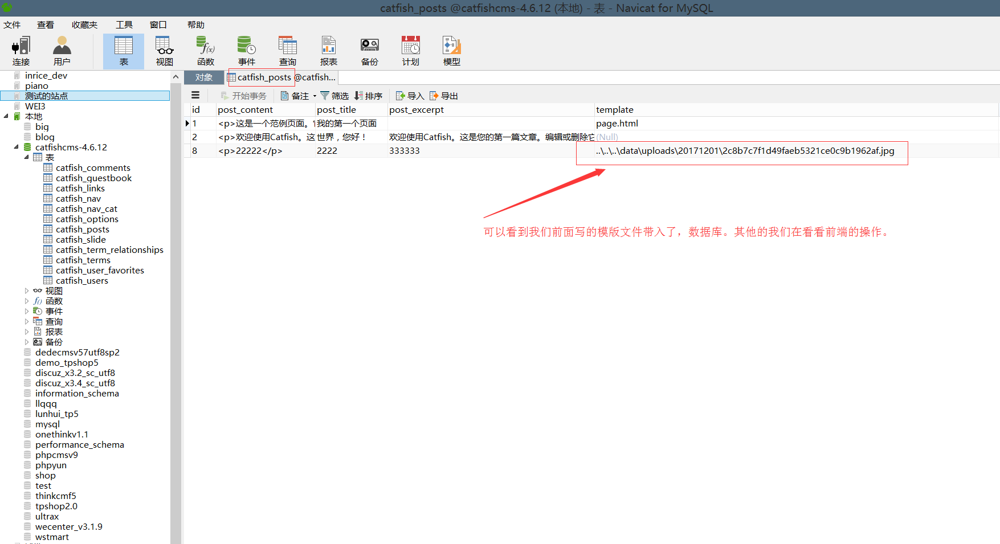 catfish_posts @catfishcms-4.6.12 (本地) - 表 - Navicat for MySQL
文件 查看 收藏夹 工具 窗口 帮助
连接 用户 表 视图 函数 事件 查询 报表 备份 计划 模型
inrice_dev
piano
测试的站点
WEI3
本地
big
blog
catfishcms-4.6.12
表
catfish_comments
catfish_guestbook
catfish_links
catfish_nav
catfish_nav_cat
catfish_options
catfish_posts
catfish_slide
catfish_term_relationships
catfish_terms
catfish_user_favorites
catfish_users
视图
函数
事件
查询
报表
备份
dedecmsv57utf8sp2
demo_tpshop5
discuz_x3.2_sc_utf8
discuz_x3.4_sc_utf8
information_schema
llqqq
lunhui_tp5
mysql
onethinkv1.1
performance_schema
phpcmsv9
phpyun
shop
test
thinkcmf5
tpshop2.0
ultrax
wecenter_v3.1.9
wstmart
对象 catfish_posts @catfish...
开始事务 备注 筛选 排序 导入 导出
id post_content post_title post_excerpt template
1 <p>这是一个范例页面。 我的第一个页面 page.html
2 <p>欢迎使用Catfish。这 世界，您好！ 欢迎使用Catfish。这是您的第一篇文章。编辑或删除它 (Null)
8 <p>22222</p> 2222 333333 ..\..\..\data\uploads\20171201\2c8b7c7f1d49faeb5321ce0c9b1962af.jpg
可以看到我们前面写的模版文件带入了，数据库。其他的我们在看看前端的操作。